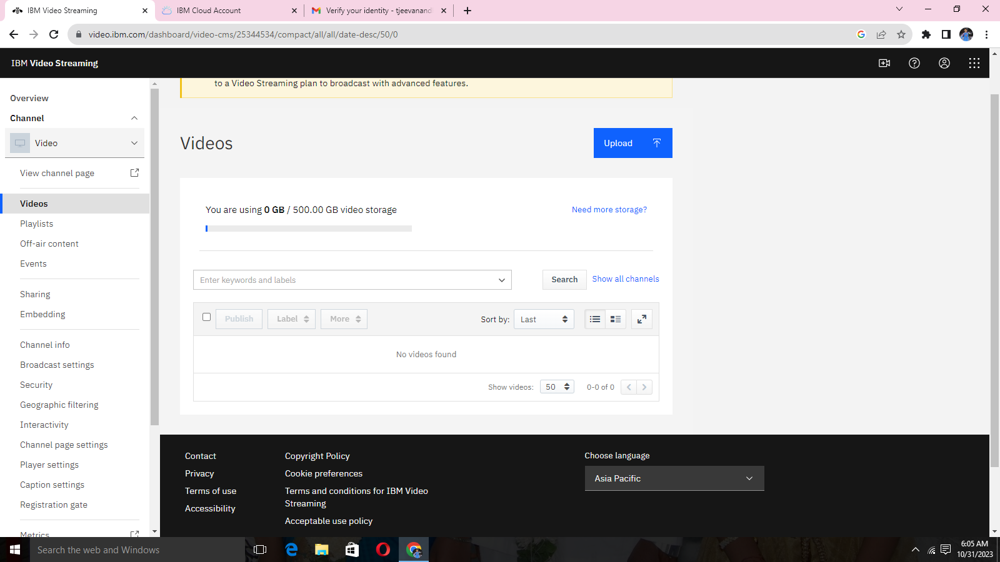 IBM Video Streaming
IBM Cloud Account
Verify your identity - tjeevanand
video.ibm.com/dashboard/video-cms/25344534/compact/all/all/date-desc/50/0
IBM Video Streaming
Overview
Channel
Video
View channel page
Videos
Playlists
Off-air content
Events
Sharing
Embedding
Channel info
Broadcast settings
Security
Geographic filtering
Interactivity
Channel page settings
Player settings
Caption settings
Registration gate
Metrics
to a Video Streaming plan to broadcast with advanced features.
Videos
Upload
You are using 0 GB / 500.00 GB video storage
Need more storage?
Enter keywords and labels
Search
Show all channels
Publish
Label
More
Sort by:
Last
No videos found
Show videos:
50
0-0 of 0
Contact
Privacy
Terms of use
Accessibility
Copyright Policy
Cookie preferences
Terms and conditions for IBM Video
Streaming
Acceptable use policy
Choose language
Asia Pacific
Search the web and Windows
6:05 AM
10/31/2023